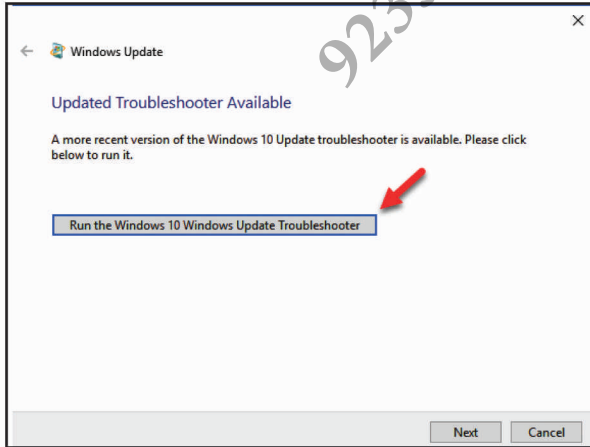 Windows Update
Updated Troubleshooter Available
A more recent version of the Windows 10 Update troubleshooter is available. Please click
below to run it.
Run the Windows 10 Windows Update Troubleshooter
Next
Cancel